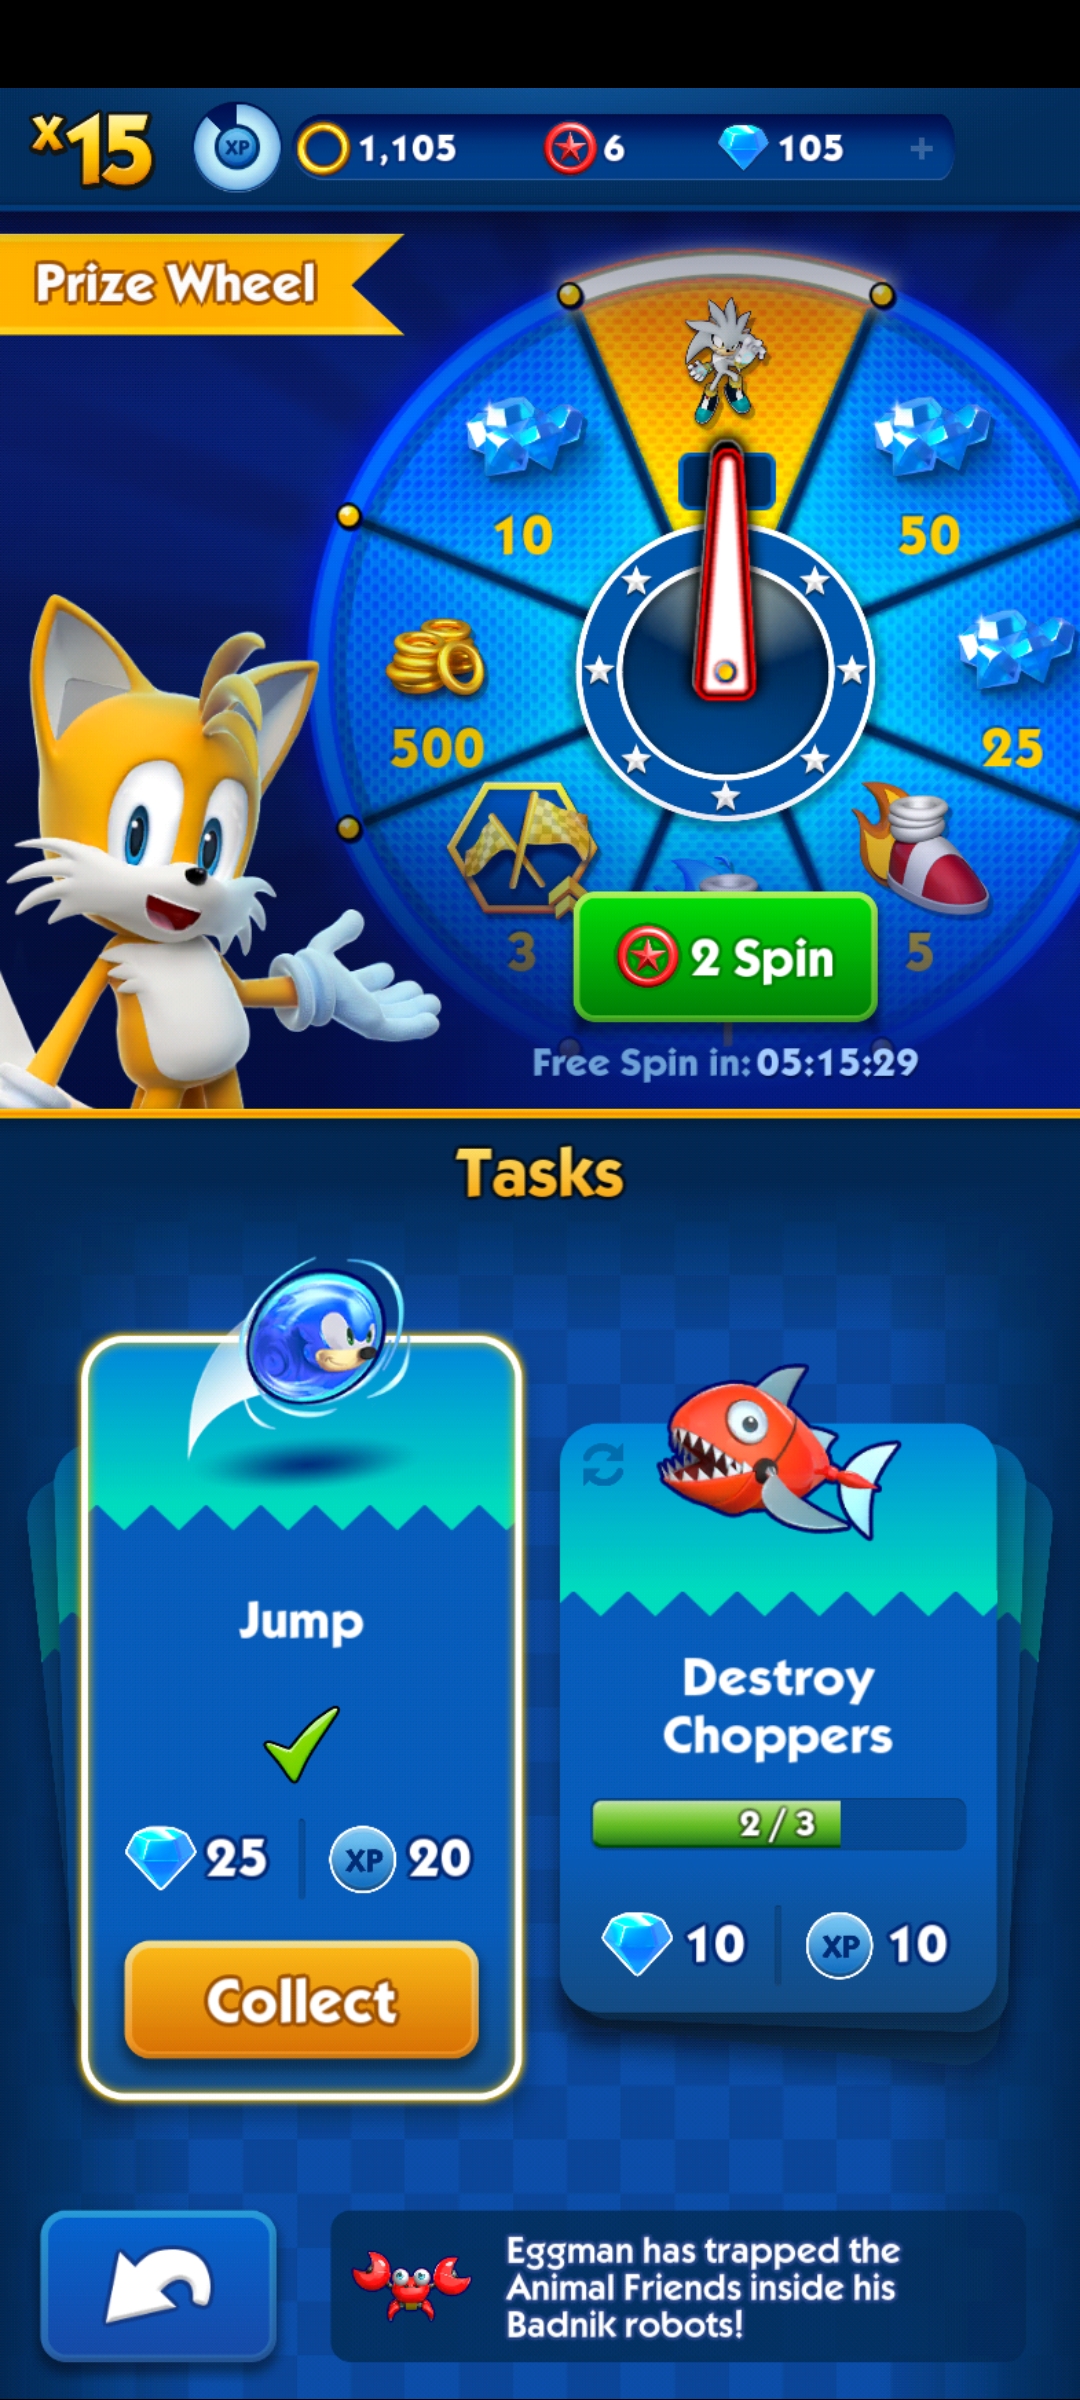 x15
XP
1,105
6
105
+
Prize Wheel
10
50
500
25
3
5
2 Spin
Free Spin in: 05:15:29
Tasks
Jump
25
XP
20
Collect
Destroy
Choppers
2 / 3
10
XP
10
Eggman has trapped the
Animal Friends inside his
Badnik robots!